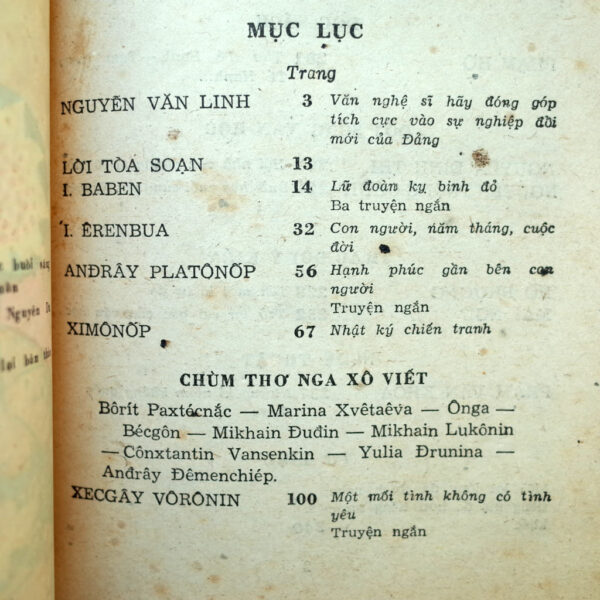 MỤC LỤC
Trang
NGUYỄN VĂN LINH 3 Văn nghệ sĩ hãy đóng góp
tích cực vào sự nghiệp đổi
mới của Đảng
LỜI TÒA SOẠN 13
I. BABEN 14 Lữ đoàn kỵ binh đỏ
Ba truyện ngắn
I. ÊRENBUA 32 Con người, năm tháng, cuộc
đời
ANĐRÂY PLATÔNỐP 56 Hạnh phúc gần bên con
người
Truyện ngắn
XIMÔNỐP 67 Nhật ký chiến tranh
CHÙM THƠ NGA XÔ VIẾT
Bôrít Paxtécnắc — Marina Xvêtaêva — Ônga —
Bécgôn — Mikhain Đuđin — Mikhain Lukônin
— Cônxtantin Vansenkin — Yulia Đrunina —
Anđrây Đêmenchiép.
XECGÂY VÔRÔNIN 100 Một mối tình không có tình
yêu
Truyện ngắn
buổi
Nguyên